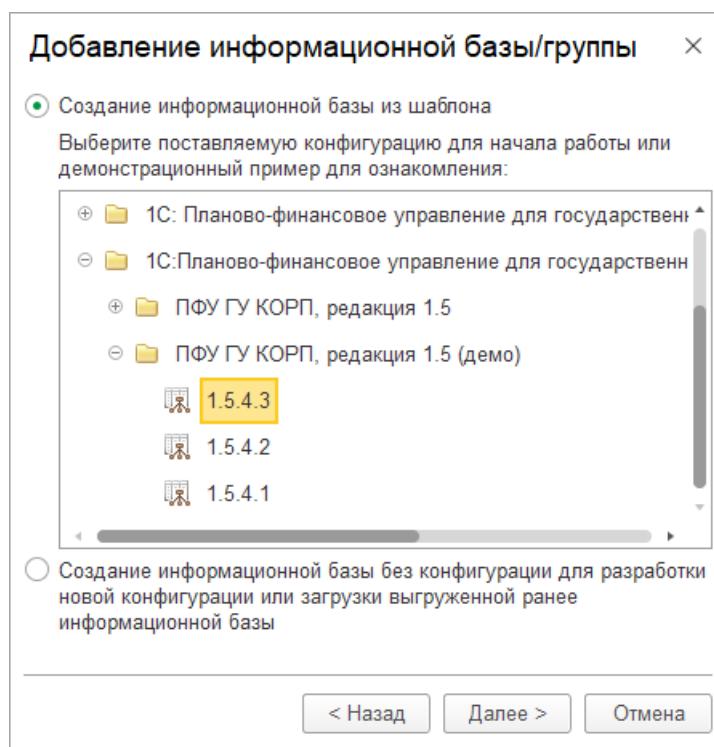 Добавление информационной базы/группы
Создание информационной базы из шаблона
Выберите поставляемую конфигурацию для начала работы или
демонстрационный пример для ознакомления:
1С: Планово-финансовое управление для государственн
1С:Планово-финансовое управление для государственн
ПФУ ГУ КОРП, редакция 1.5
ПФУ ГУ КОРП, редакция 1.5 (демо)
1.5.4.3
1.5.4.2
1.5.4.1
Создание информационной базы без конфигурации для разработки
новой конфигурации или загрузки выгруженной ранее
информационной базы
< Назад
Далее >
Отмена